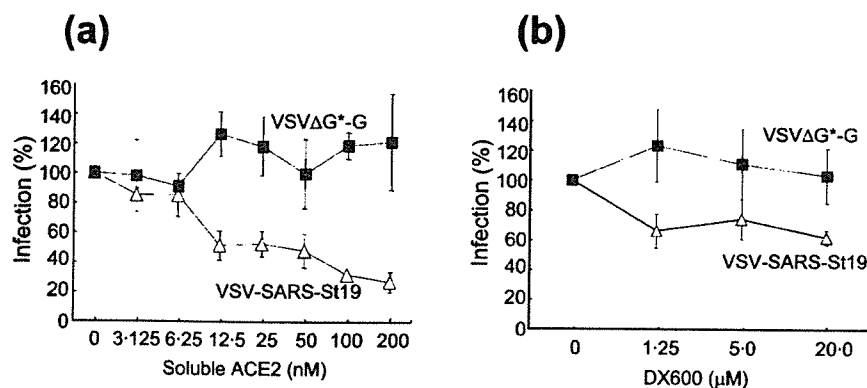 (a)
160
140
120
100
80
60
40
20
0
Infection (%)
VSVΔG*-G
VSV-SARS-St19
0 3·125 6·25 12·5 25 50 100 200
Soluble ACE2 (nM)
(b)
160
140
120
100
80
60
40
20
0
Infection (%)
VSVΔG*-G
VSV-SARS-St19
0 1·25 5·0 20·0
DX600 (μM)